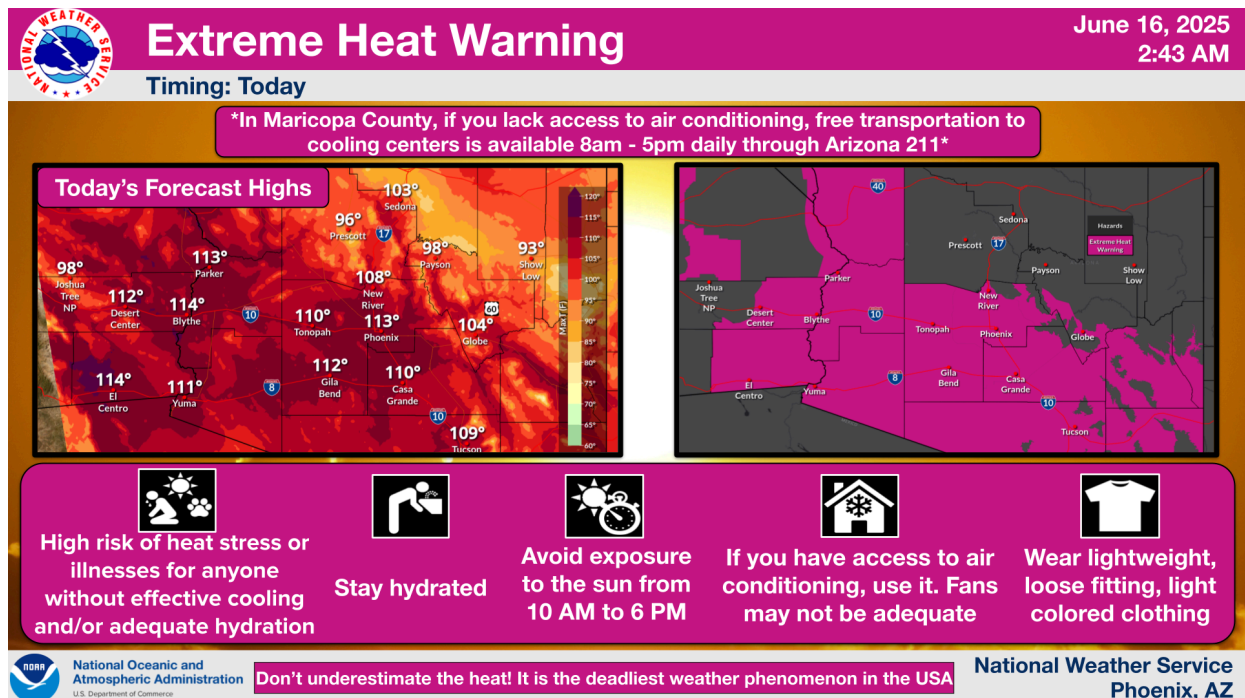 NATIONAL WEATHER SERVICE
Extreme Heat Warning
June 16, 2025
2:43 AM
Timing: Today
*In Maricopa County, if you lack access to air conditioning, free transportation to
cooling centers is available 8am - 5pm daily through Arizona 211*
Today's Forecast Highs
103°
Sedona
96°
Prescott
17
98°
Payson
93°
Show
Low
113°
Parker
98°
Joshua
Tree
NP
112°
Desert
Center
114°
Blythe
10
108°
New
River
110°
Tonopah
113°
Phoenix
60
104°
Globe
114°
El
Centro
111°
Yuma
8
112°
Gila
Bend
110°
Casa
Grande
10
109°
Tucson
Max T (°F)
120°
115°
110°
105°
100°
95°
90°
85°
80°
75°
70°
65°
60°
40
Sedona
Prescott
17
Hazards
Extreme Heat
Warning
Payson
Show
Low
Parker
Joshua
Tree
NP
Desert
Center
Blythe
10
New
River
Tonopah
Phoenix
Globe
El
Centro
Yuma
8
Gila
Bend
Casa
Grande
10
Tucson
High risk of heat stress or
illnesses for anyone
without effective cooling
and/or adequate hydration
Stay hydrated
Avoid exposure
to the sun from
10 AM to 6 PM
If you have access to air
conditioning, use it. Fans
may not be adequate
Wear lightweight,
loose fitting, light
colored clothing
NOAA
National Oceanic and
Atmospheric Administration
U.S. Department of Commerce
Don't underestimate the heat! It is the deadliest weather phenomenon in the USA
National Weather Service
Phoenix, AZ